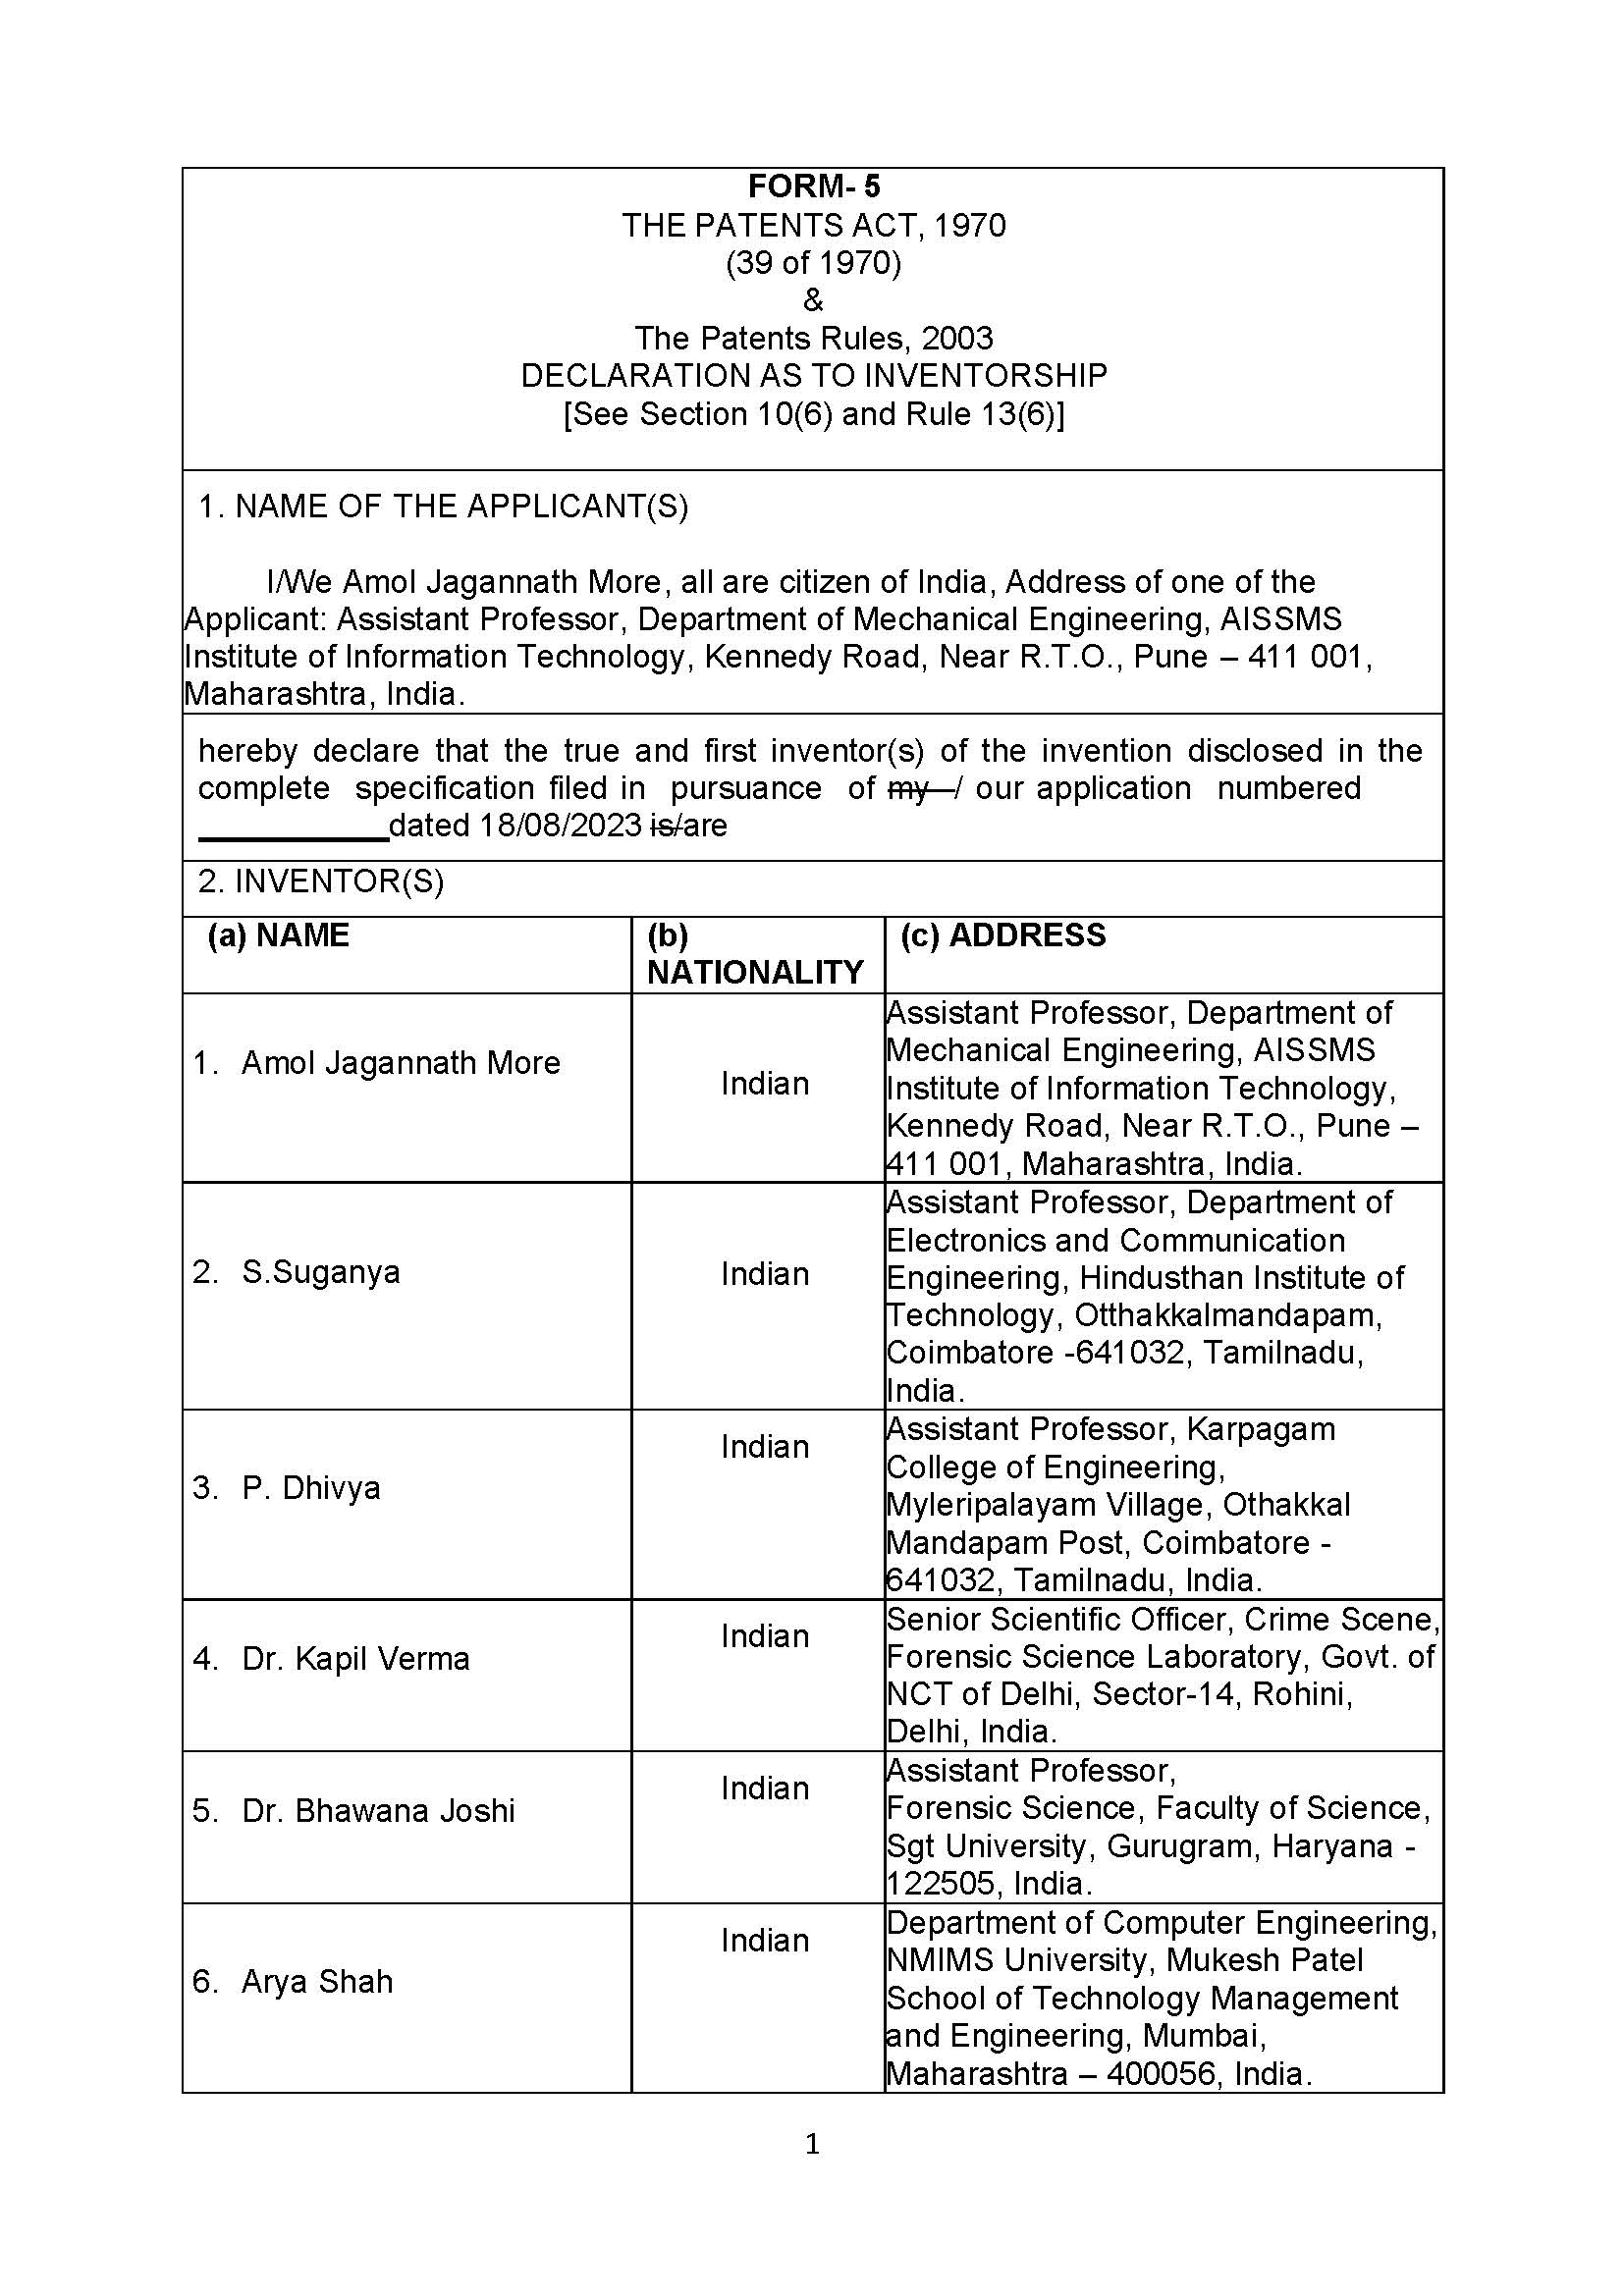 FORM- 5
THE PATENTS ACT, 1970
(39 of 1970)
&
The Patents Rules, 2003
DECLARATION AS TO INVENTORSHIP
[See Section 10(6) and Rule 13(6)]
1. NAME OF THE APPLICANT(S)
I/We Amol Jagannath More, all are citizen of India, Address of one of the
Applicant: Assistant Professor, Department of Mechanical Engineering, AISSMS
Institute of Information Technology, Kennedy Road, Near R.T.O., Pune – 411 001,
Maharashtra, India.
hereby declare that the true and first inventor(s) of the invention disclosed in the
complete specification filed in pursuance of my / our application numbered
____________dated 18/08/2023 is/are
2. INVENTOR(S)
(a) NAME
(b)
NATIONALITY
(c) ADDRESS
1. Amol Jagannath More
Indian
Assistant Professor, Department of
Mechanical Engineering, AISSMS
Institute of Information Technology,
Kennedy Road, Near R.T.O., Pune –
411 001, Maharashtra, India.
2. S.Suganya
Indian
Assistant Professor, Department of
Electronics and Communication
Engineering, Hindusthan Institute of
Technology, Otthakkalmandapam,
Coimbatore -641032, Tamilnadu,
India.
3. P. Dhivya
Indian
Assistant Professor, Karpagam
College of Engineering,
Myleripalayam Village, Othakkal
Mandapam Post, Coimbatore -
641032, Tamilnadu, India.
4. Dr. Kapil Verma
Indian
Senior Scientific Officer, Crime Scene,
Forensic Science Laboratory, Govt. of
NCT of Delhi, Sector-14, Rohini,
Delhi, India.
5. Dr. Bhawana Joshi
Indian
Assistant Professor,
Forensic Science, Faculty of Science,
Sgt University, Gurugram, Haryana -
122505, India.
6. Arya Shah
Indian
Department of Computer Engineering,
NMIMS University, Mukesh Patel
School of Technology Management
and Engineering, Mumbai,
Maharashtra – 400056, India.
1